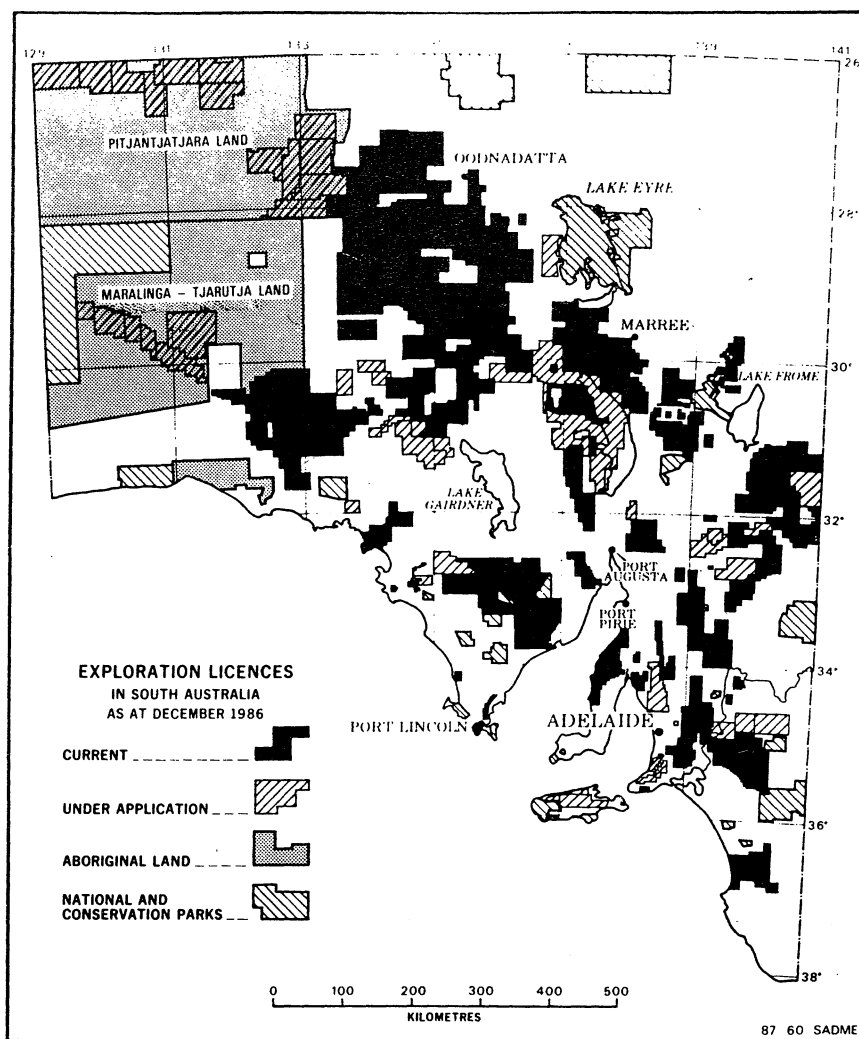 129 131 133 139 141
26°
PITJANTJATJARA LAND
OODNADATTA
LAKE EYRE
28°
MARALINGA – TJARUTJA LAND
MARREE
30°
LAKE FROME
LAKE
GAIRDNER
32°
PORT
AUGUSTA
PORT
PIRIE
34°
EXPLORATION LICENCES
IN SOUTH AUSTRALIA
AS AT DECEMBER 1986
PORT LINCOLN
ADELAIDE
CURRENT
UNDER APPLICATION
36°
ABORIGINAL LAND
NATIONAL AND
CONSERVATION PARKS
38°
0 100 200 300 400 500
KILOMETRES
87 60 SADME